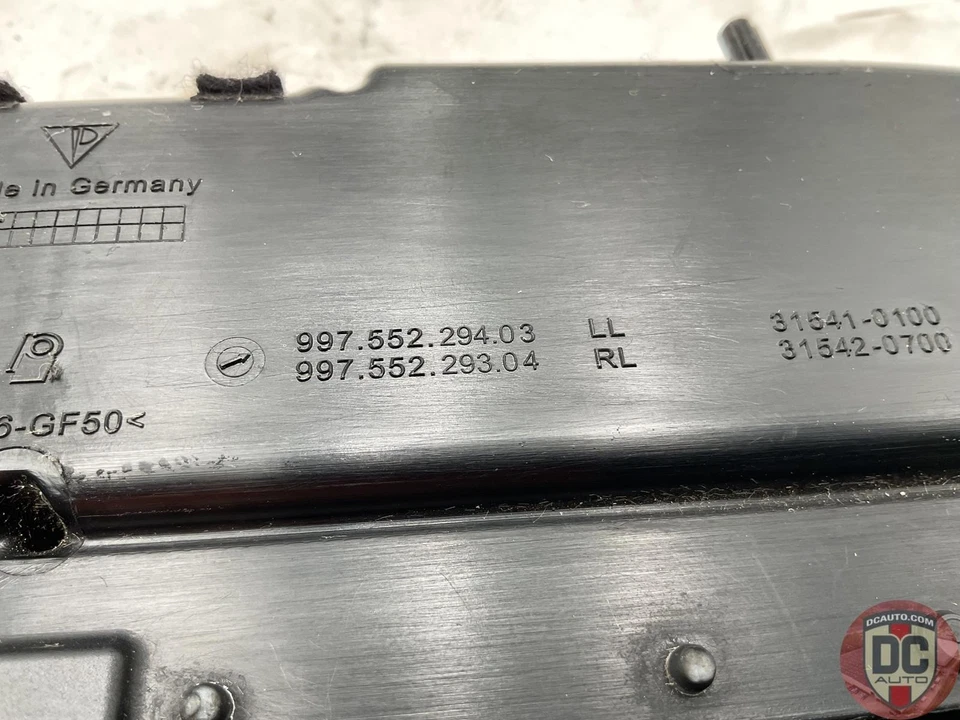 in Germany
997.552.294.03 LL 31541-0100
997.552.293.04 RL 31542-0700
6-GF50<
DCAUTO.COM
DC
AUTO